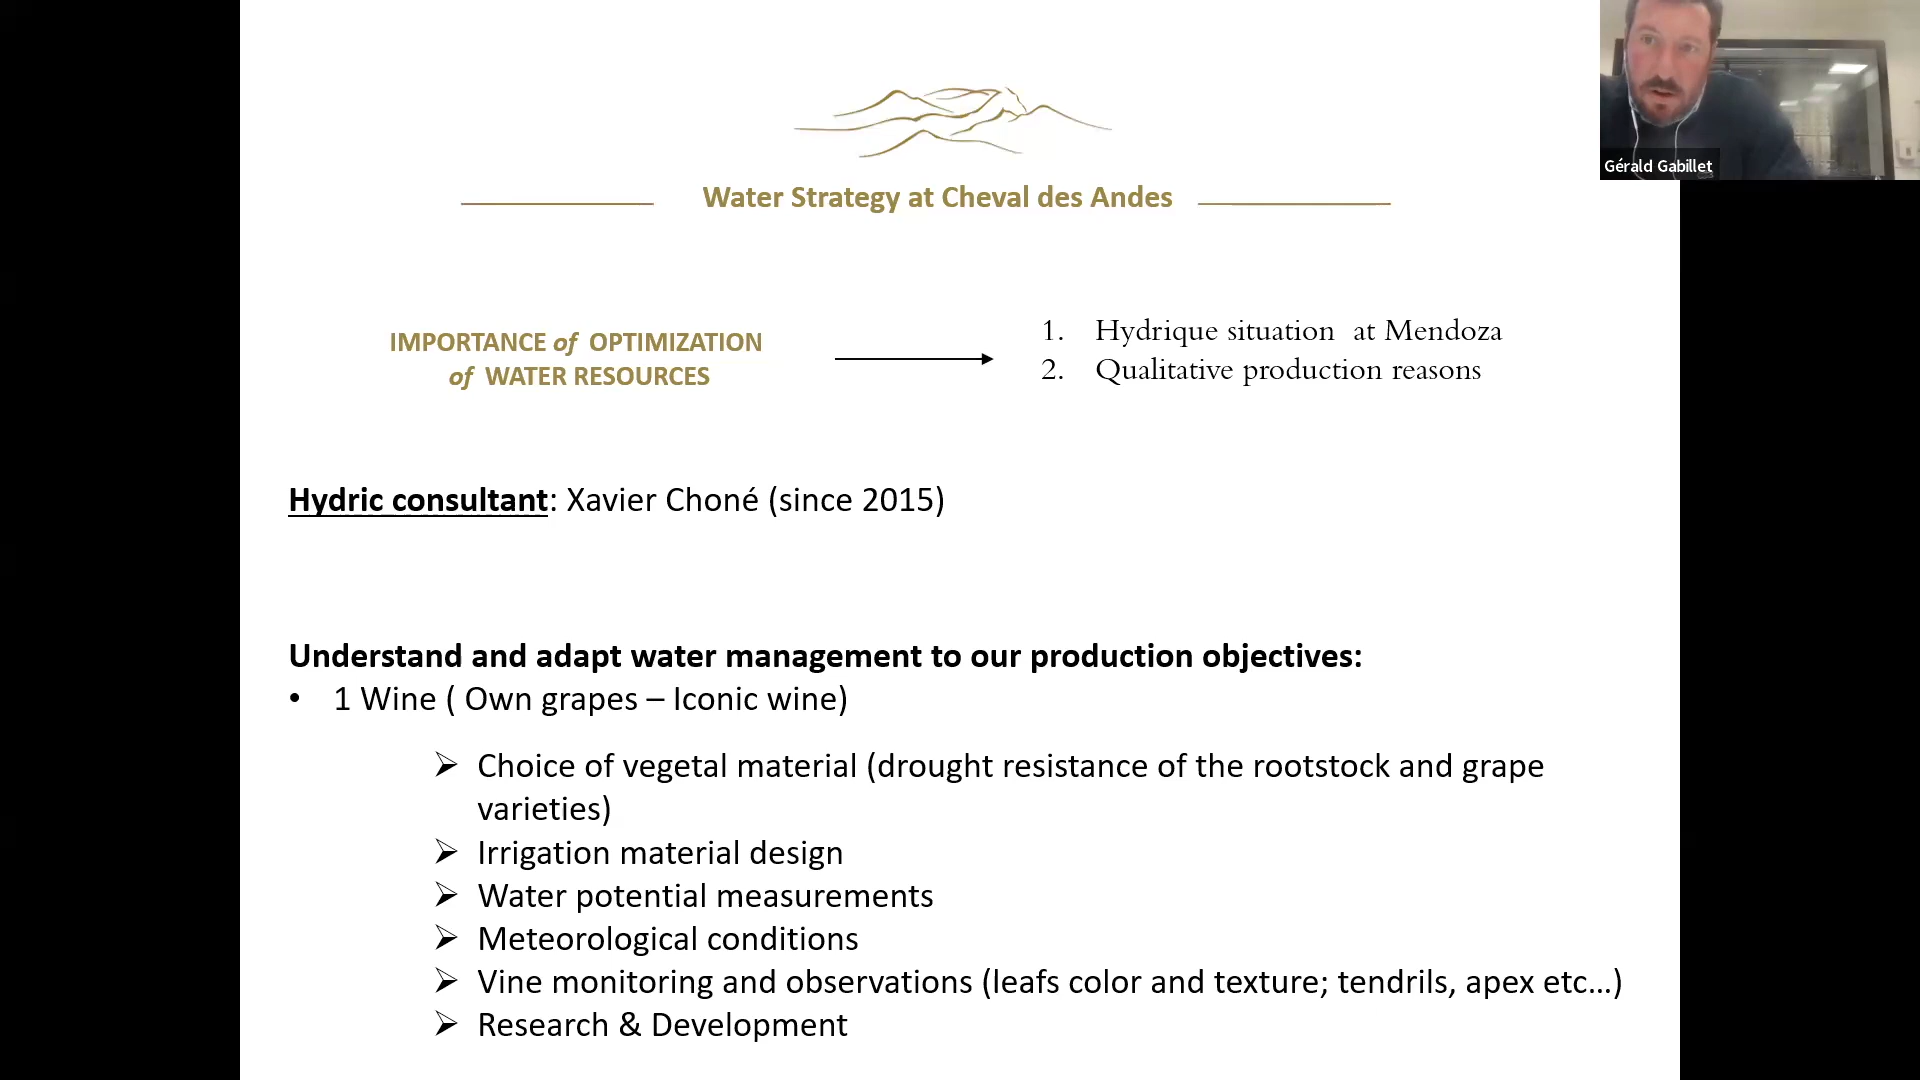 Gérald Gabillet
Water Strategy at Cheval des Andes
IMPORTANCE of OPTIMIZATION
of WATER RESOURCES
1. Hydrique situation at Mendoza
2. Qualitative production reasons
Hydric consultant: Xavier Choné (since 2015)
Understand and adapt water management to our production objectives:
• 1 Wine ( Own grapes – Iconic wine)
➢ Choice of vegetal material (drought resistance of the rootstock and grape
varieties)
➢ Irrigation material design
➢ Water potential measurements
➢ Meteorological conditions
➢ Vine monitoring and observations (leafs color and texture; tendrils, apex etc…)
➢ Research & Development